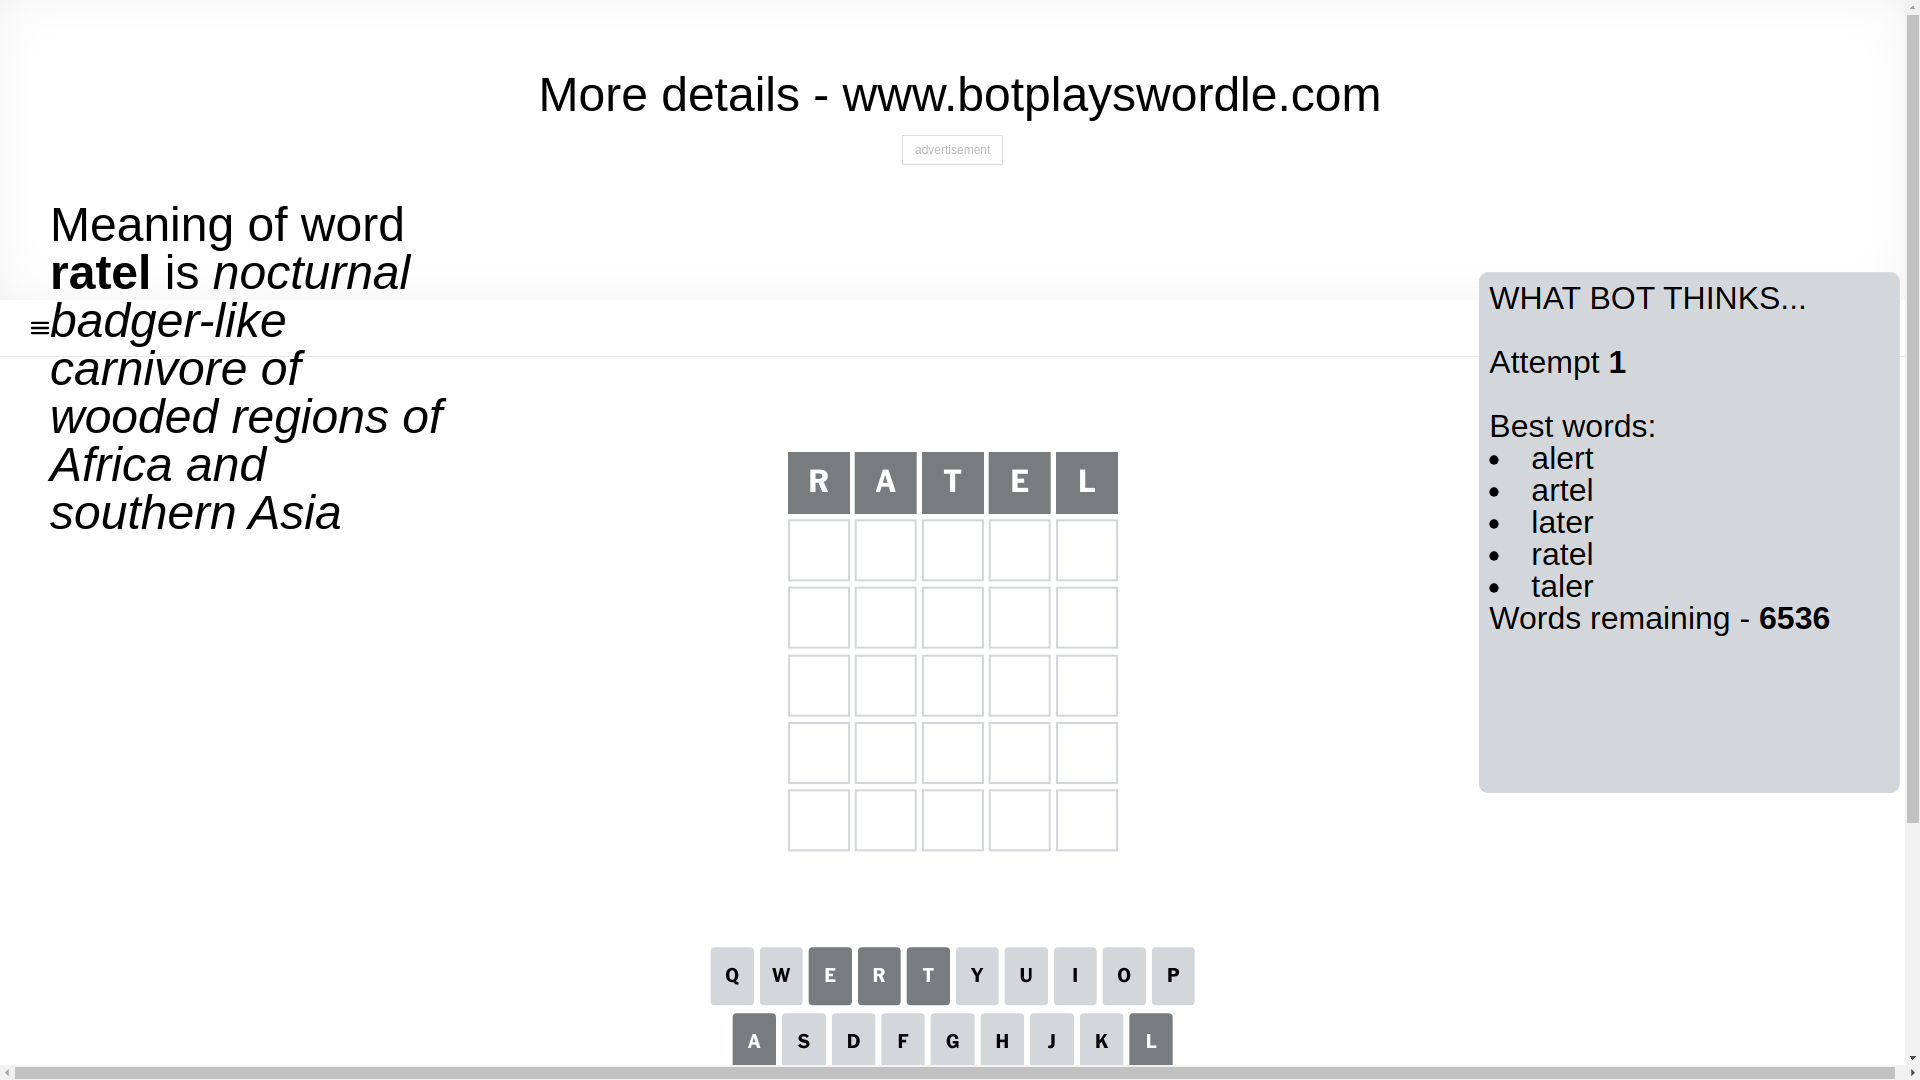 More details - www.botplayswordle.com
advertisement
Meaning of word
ratel is nocturnal
badger-like
carnivore of
wooded regions of
Africa and
southern Asia
WHAT BOT THINKS...
Attempt 1
Best words:
• alert
• artel
• later
• ratel
• taler
Words remaining - 6536
R A T E L
Q W E R T Y U I O P
A S D F G H J K L